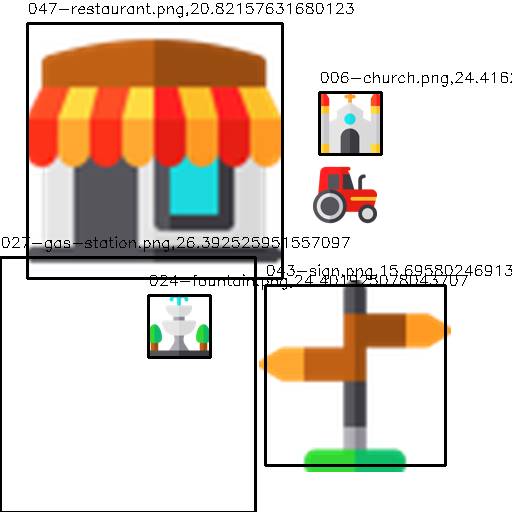 047-restaurant.png,20.82157631680123
006-church.png,24.4162
027-gas-station.png,26.392525951557097
043-sign.png,15.69580246913
024-fountain.png,24.401925078043707